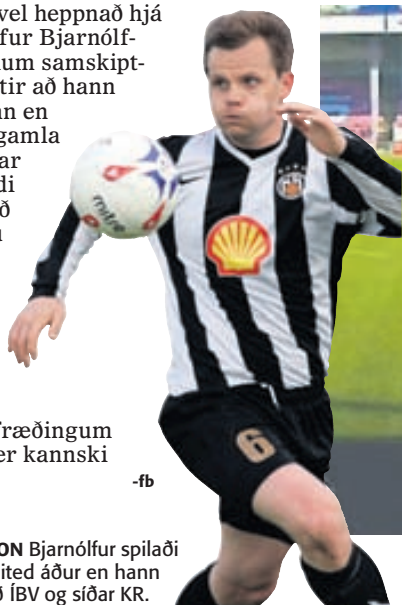 vel heppnað hjá
fur Bjarnólf-
um samskipt-
tir að hann
nn en
gamla
ar
di
ð
mitre
6
fræðingum
er kannski
-fb
ON Bjarnólfur spilaði
ited áður en hann
ð ÍBV og síðar KR.